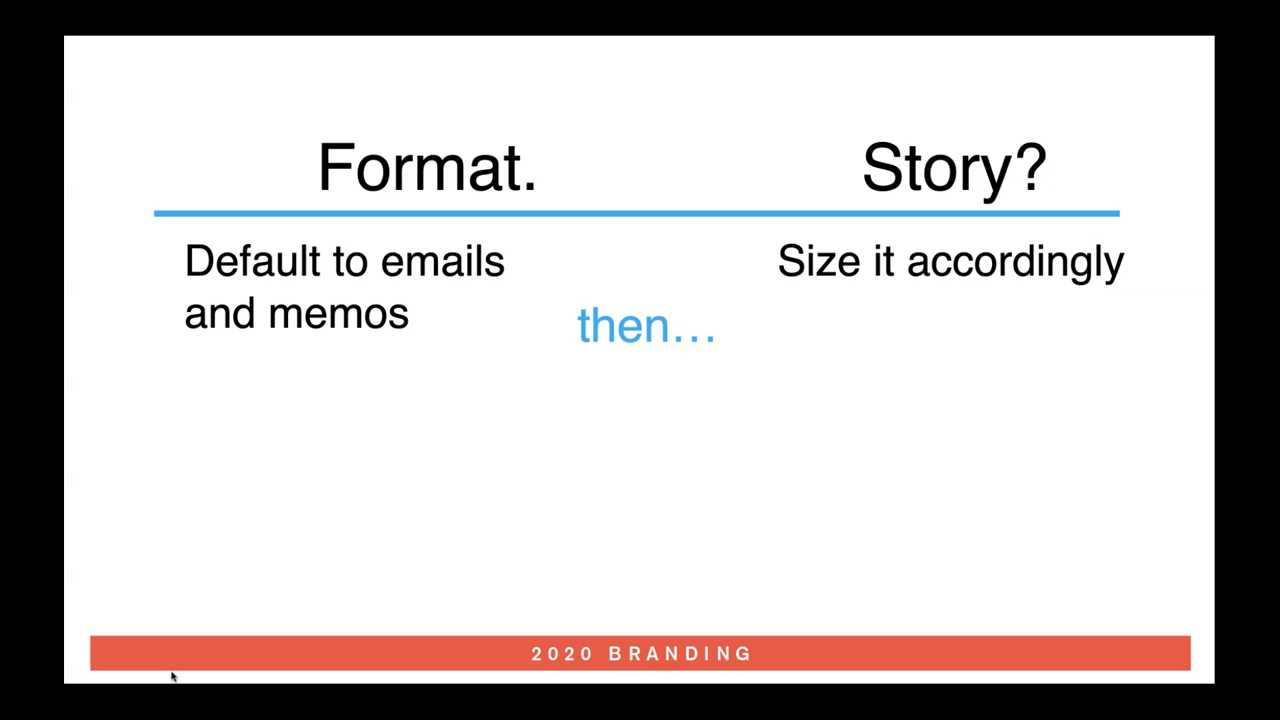 Format.
Story?
Default to emails
and memos
then…
Size it accordingly
2020 BRANDING